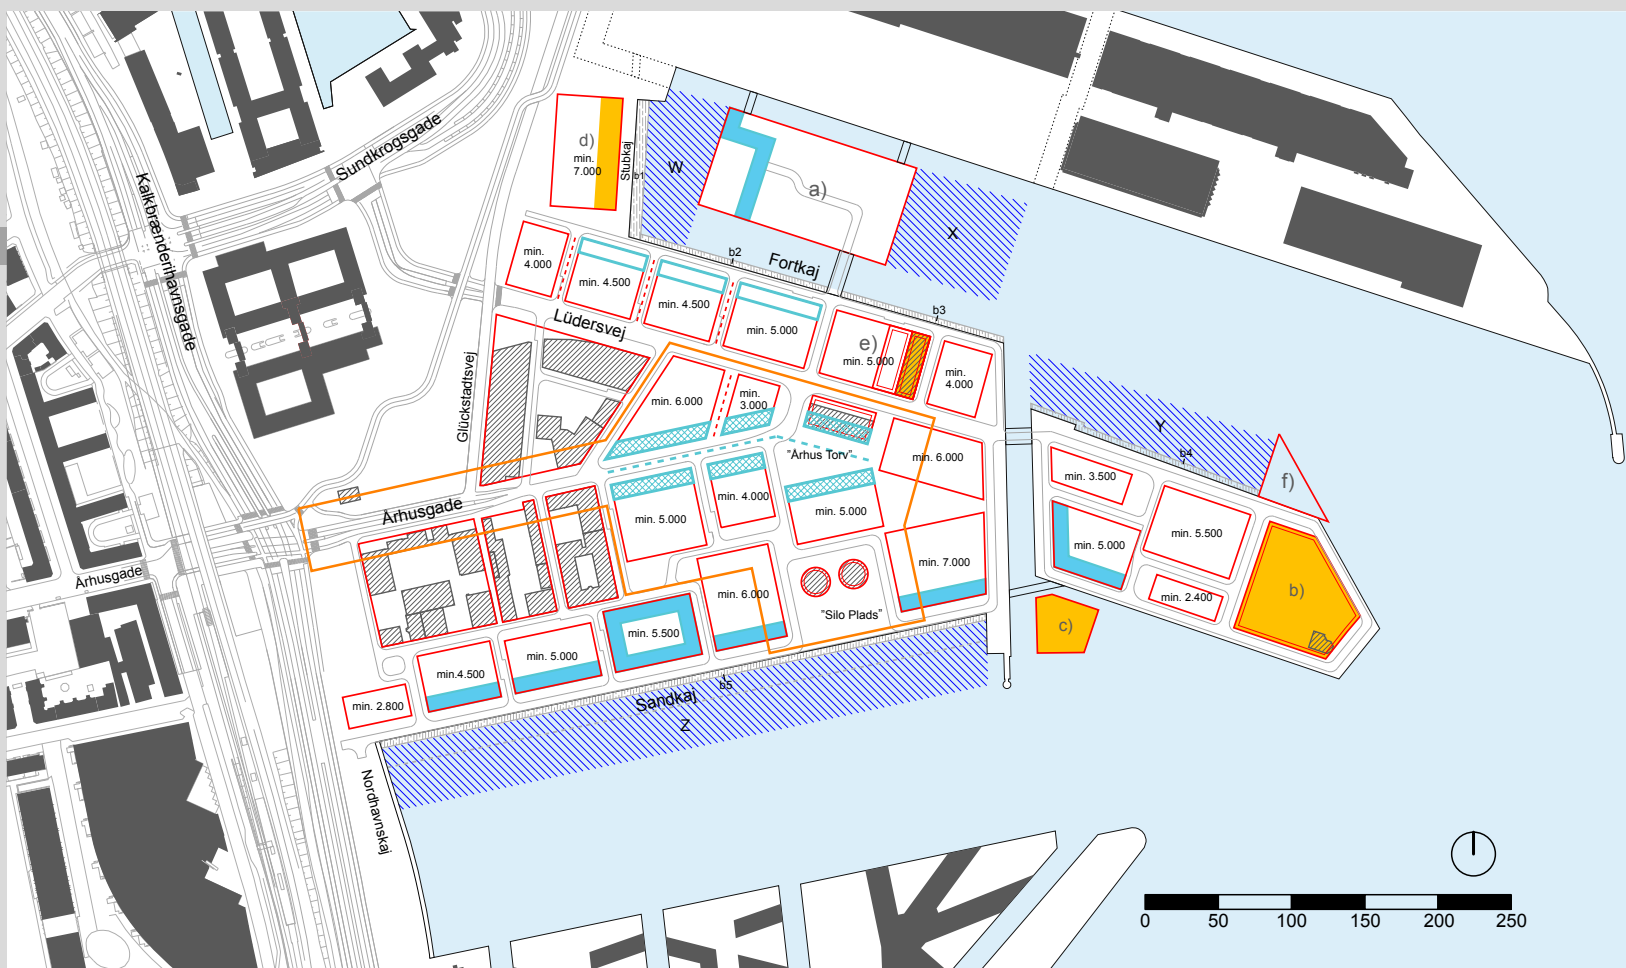 Sundkrogsgade
Kalkbrænderihavnsgade
d)
min.
7.000
Stubkaj
b1
W
a)
X
b2
Fortkaj
b3
min.
4.000
min. 4.500
min. 4.500
min. 5.000
e)
min. 5.000
min.
4.000
Lüdersvej
Glückstadtsvej
min. 6.000
min.
3.000
"Århus Torv"
min. 6.000
Y
b4
f)
min. 3.500
min. 5.000
min. 5.500
min. 2.400
b)
c)
Århusgade
min. 5.000
min. 4.000
min. 5.000
min. 7.000
Århusgade
min. 6.000
"Silo Plads"
min. 5.500
min. 5.000
min.4.500
min. 2.800
b5
Sandkaj
Z
Nordhavnskaj
0 50 100 150 200 250